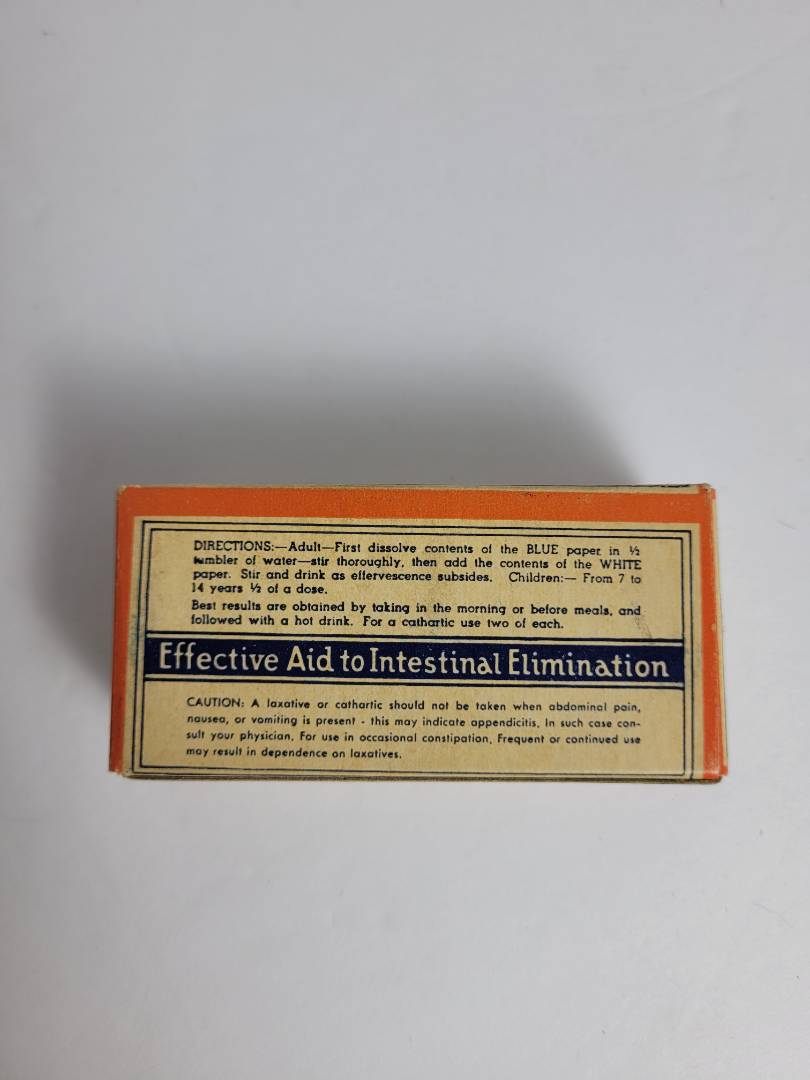 DIRECTIONS:—Adult—First dissolve contents of the BLUE paper in ½
tumbler of water—stir thoroughly, then add the contents of the WHITE
paper. Stir and drink as effervescence subsides. Children:— From 7 to
14 years ½ of a dose.
Best results are obtained by taking in the morning or before meals, and
followed with a hot drink. For a cathartic use two of each.
Effective Aid to Intestinal Elimination
CAUTION: A laxative or cathartic should not be taken when abdominal pain,
nausea, or vomiting is present - this may indicate appendicitis. In such case con-
sult your physician. For use in occasional constipation. Frequent or continued use
may result in dependence on laxatives.